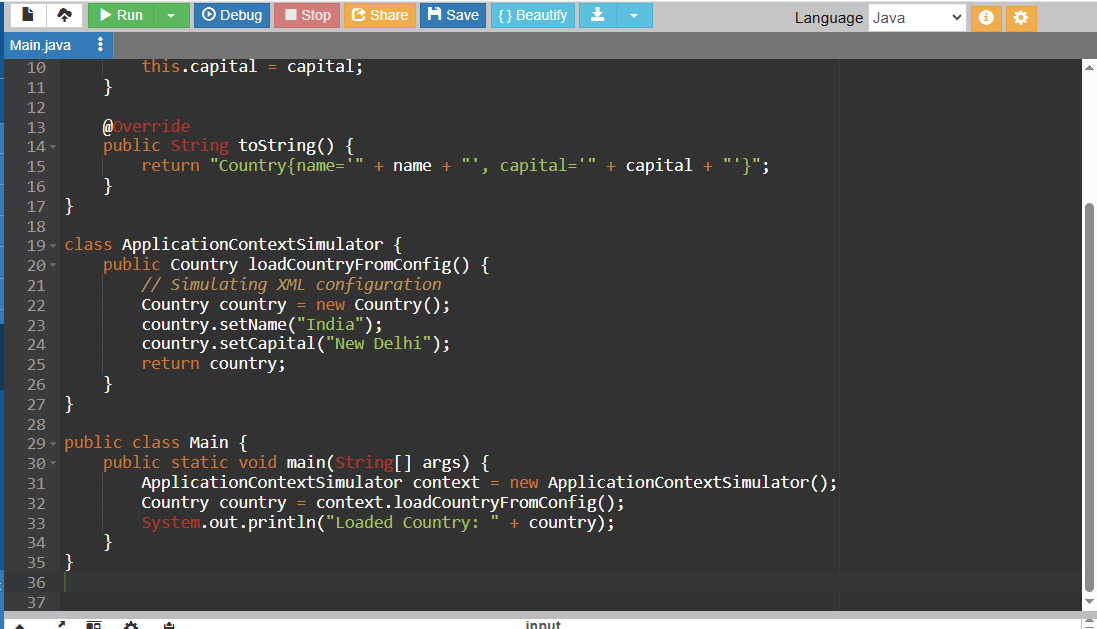 Run Debug Stop Share Save { } Beautify Language Java
Main.java
10         this.capital = capital;
11     }
12
13     @Override
14     public String toString() {
15         return "Country{name='" + name + "', capital='" + capital + "'}";
16     }
17 }
18
19 class ApplicationContextSimulator {
20     public Country loadCountryFromConfig() {
21         // Simulating XML configuration
22         Country country = new Country();
23         country.setName("India");
24         country.setCapital("New Delhi");
25         return country;
26     }
27 }
28
29 public class Main {
30     public static void main(String[] args) {
31         ApplicationContextSimulator context = new ApplicationContextSimulator();
32         Country country = context.loadCountryFromConfig();
33         System.out.println("Loaded Country: " + country);
34     }
35 }
36
37
input